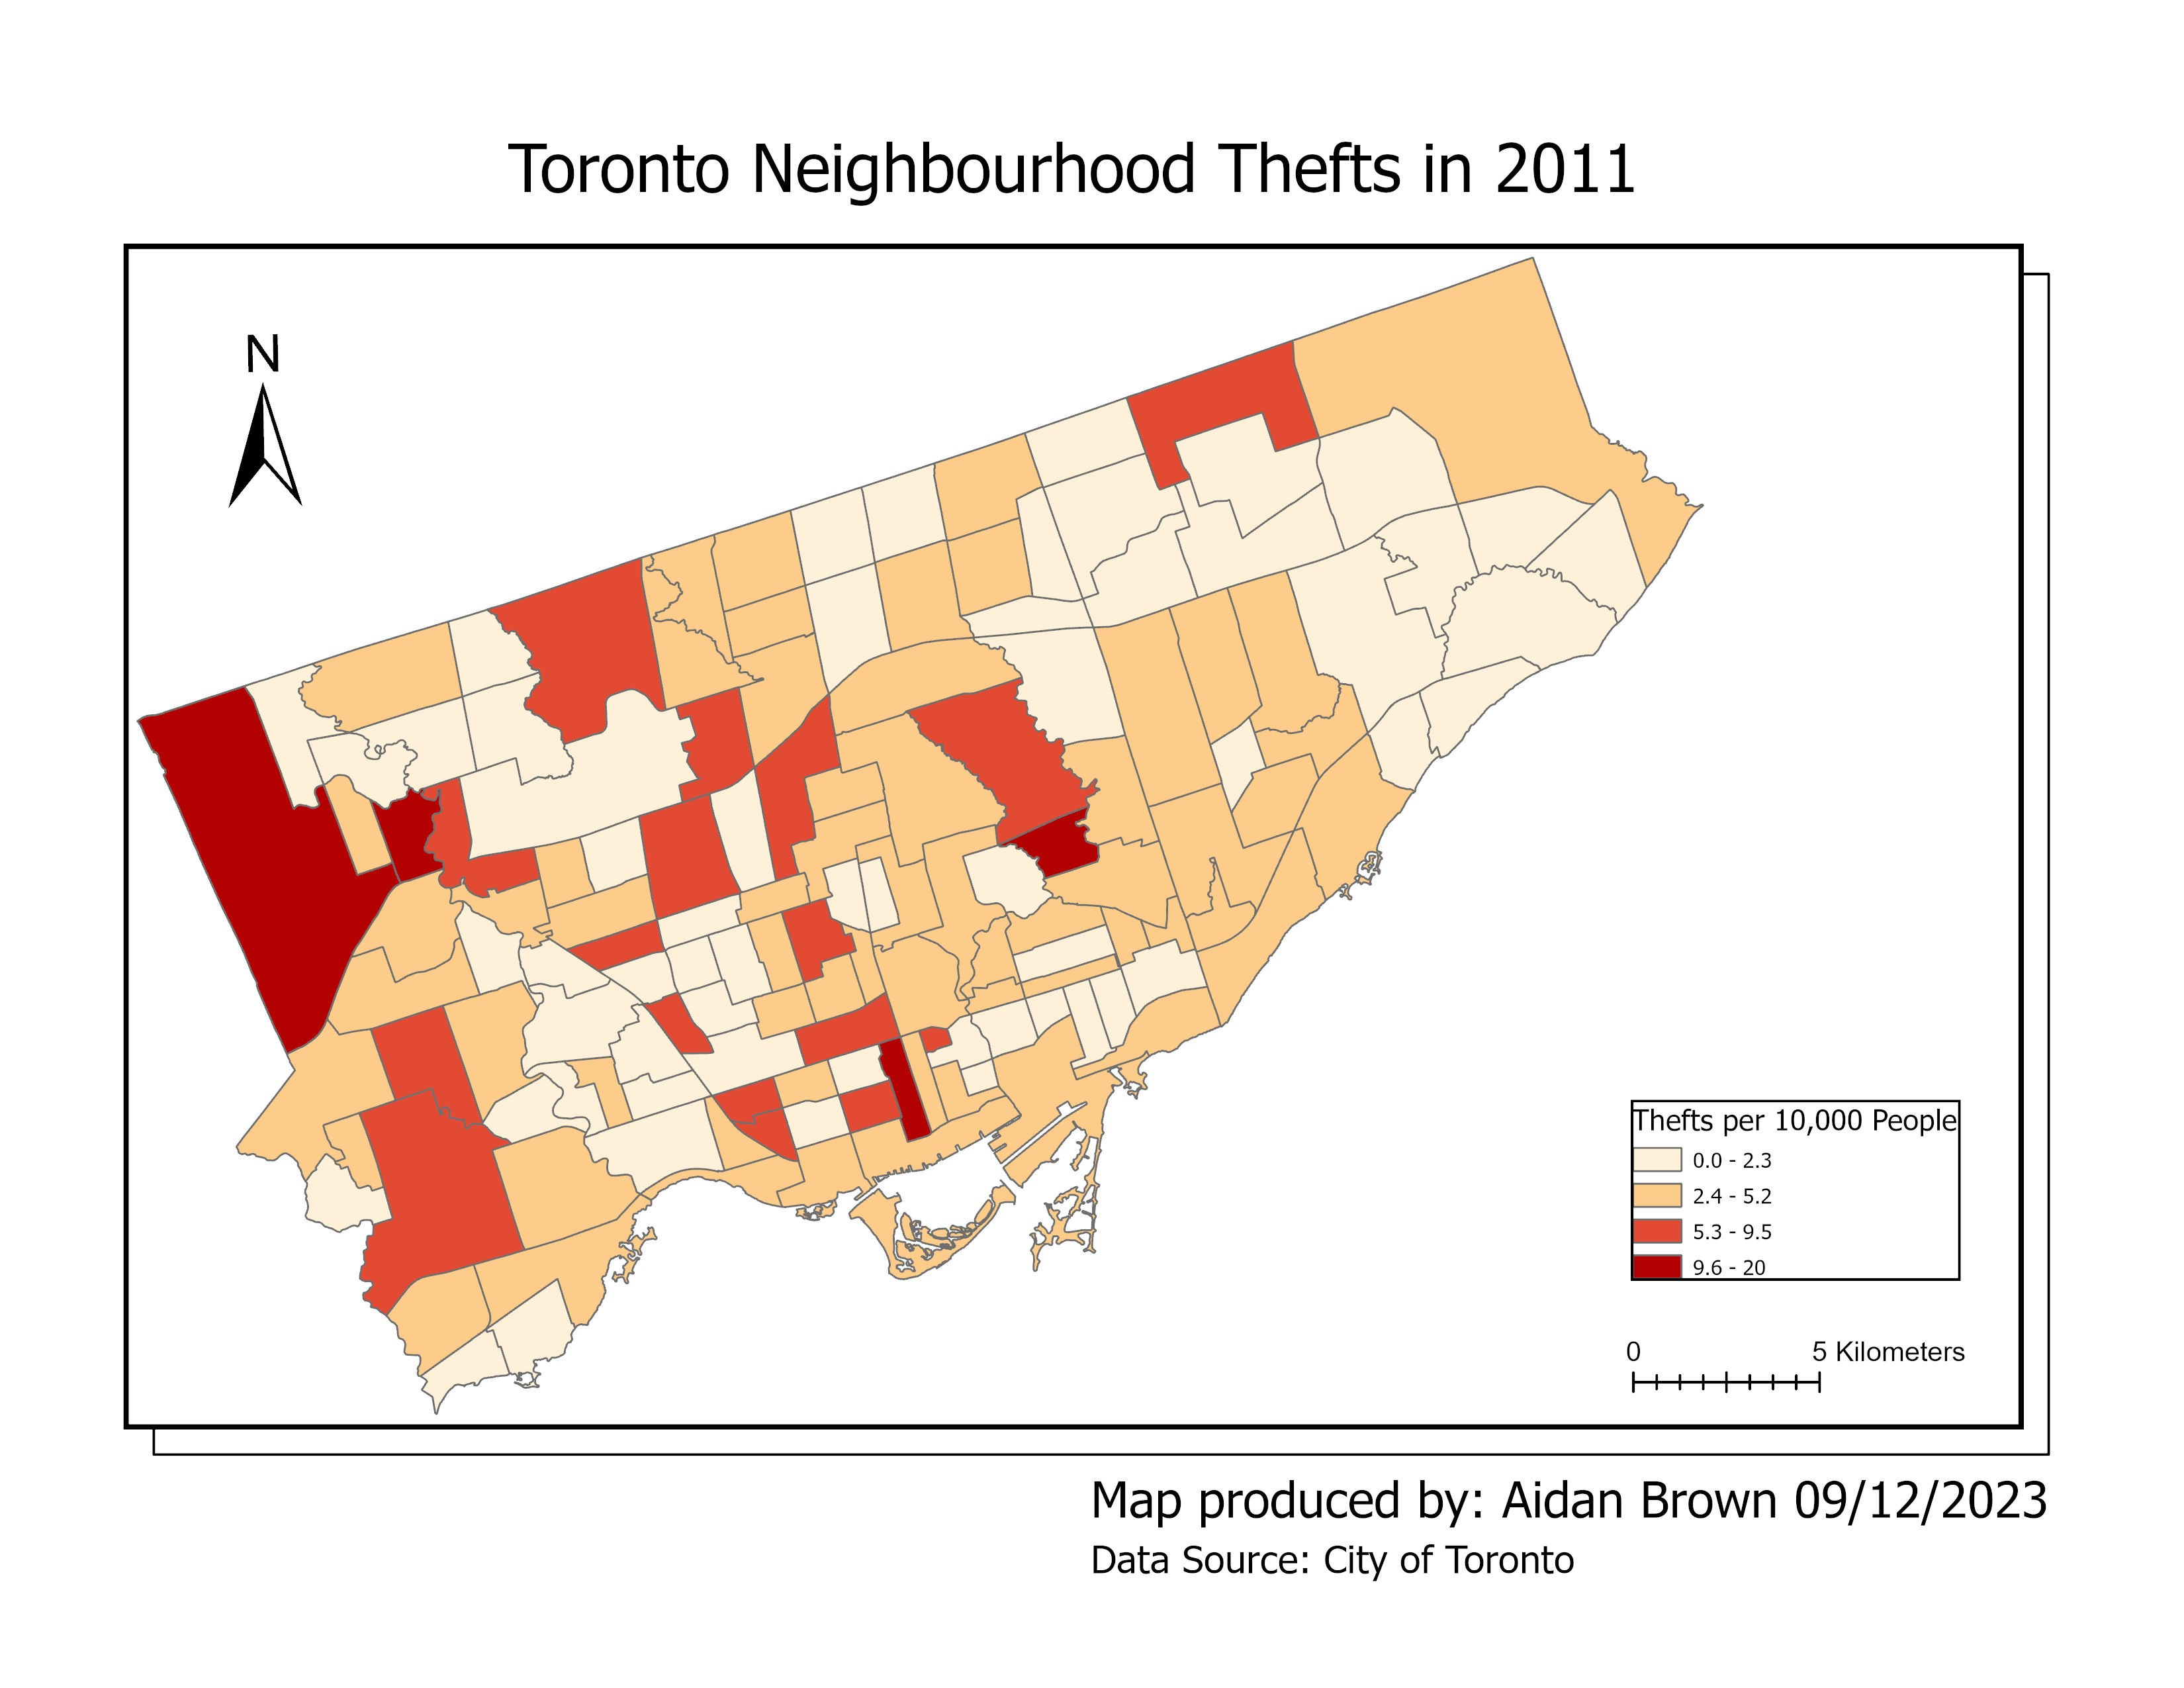 Toronto Neighbourhood Thefts in 2011
N
Thefts per 10,000 People
0.0 - 2.3
2.4 - 5.2
5.3 - 9.5
9.6 - 20
0 5 Kilometers
Map produced by: Aidan Brown 09/12/2023
Data Source: City of Toronto